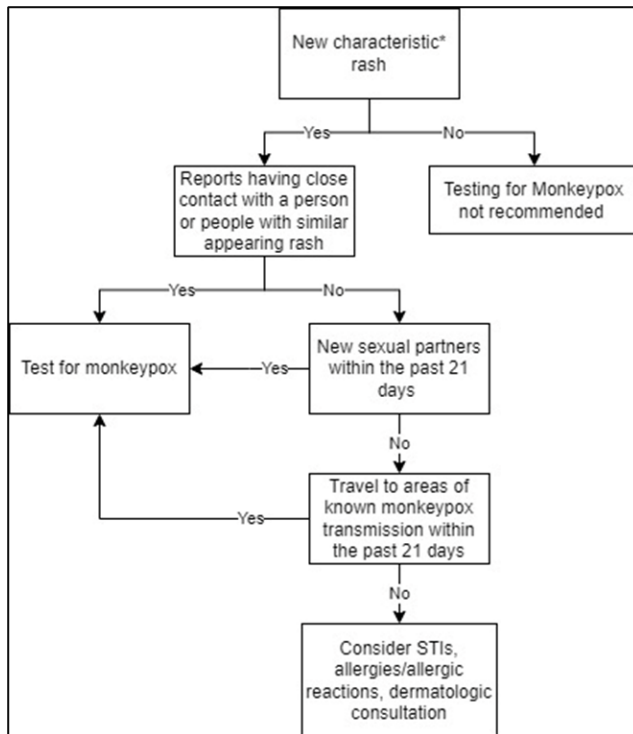 New characteristic*
rash
Yes
No
Reports having close
contact with a person
or people with similar
appearing rash
Testing for Monkeypox
not recommended
Yes
No
Test for monkeypox
Yes
New sexual partners
within the past 21
days
No
Travel to areas of
known monkeypox
transmission within
the past 21 days
Yes
No
Consider STIs,
allergies/allergic
reactions, dermatologic
consultation